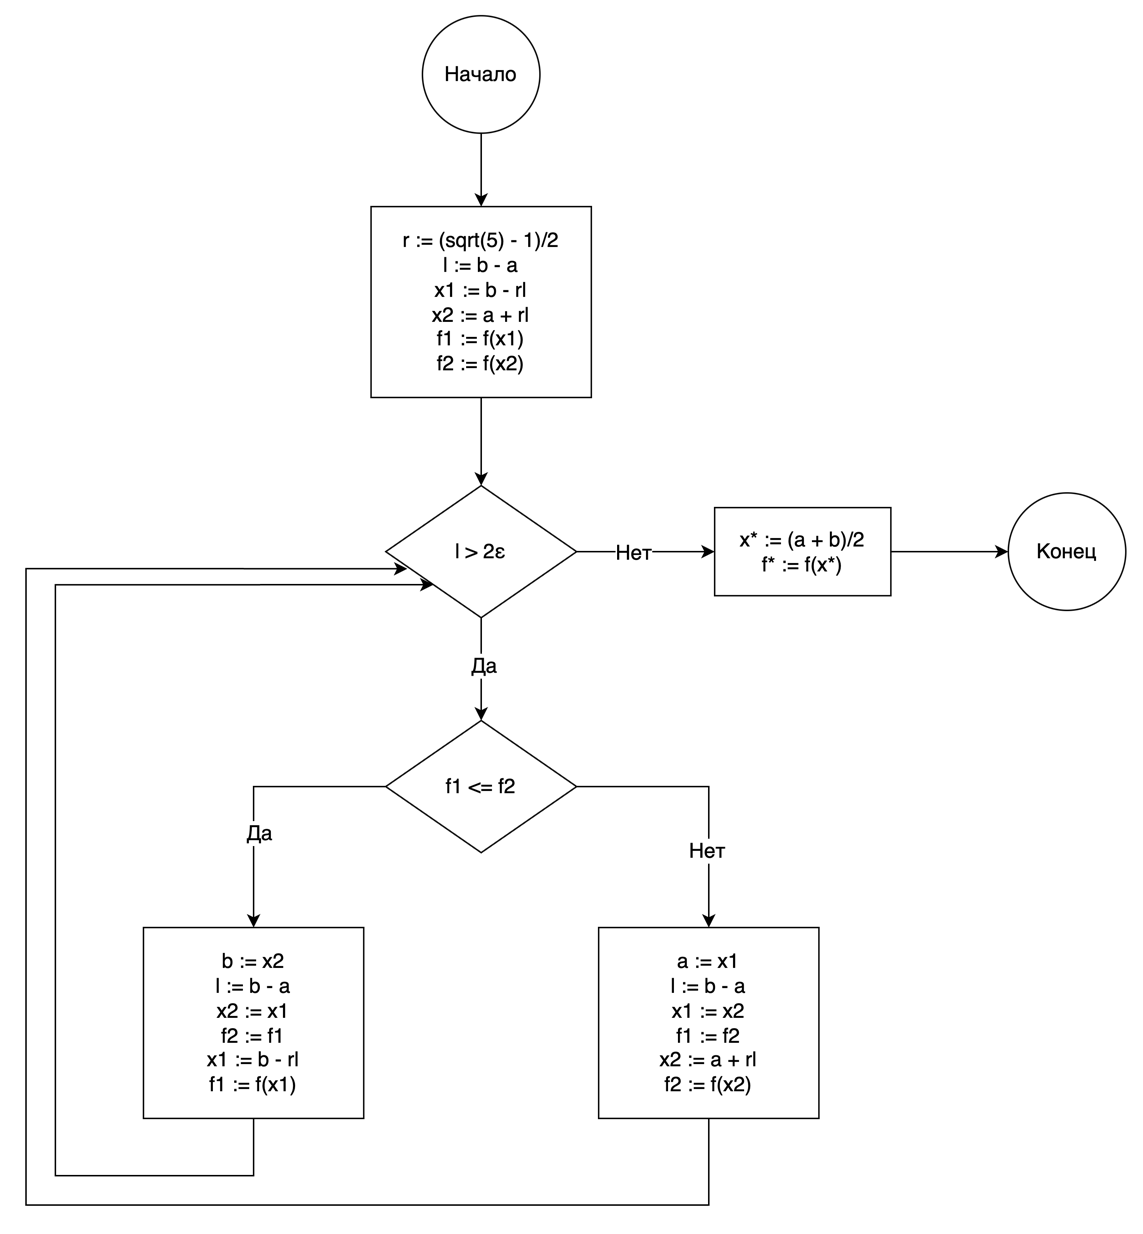 Начало
r := (sqrt(5) - 1)/2
l := b - a
x1 := b - rl
x2 := a + rl
f1 := f(x1)
f2 := f(x2)
l > 2ε
Нет
x* := (a + b)/2
f* := f(x*)
Конец
Да
f1 <= f2
Да
Нет
b := x2
l := b - a
x2 := x1
f2 := f1
x1 := b - rl
f1 := f(x1)
a := x1
l := b - a
x1 := x2
f1 := f2
x2 := a + rl
f2 := f(x2)